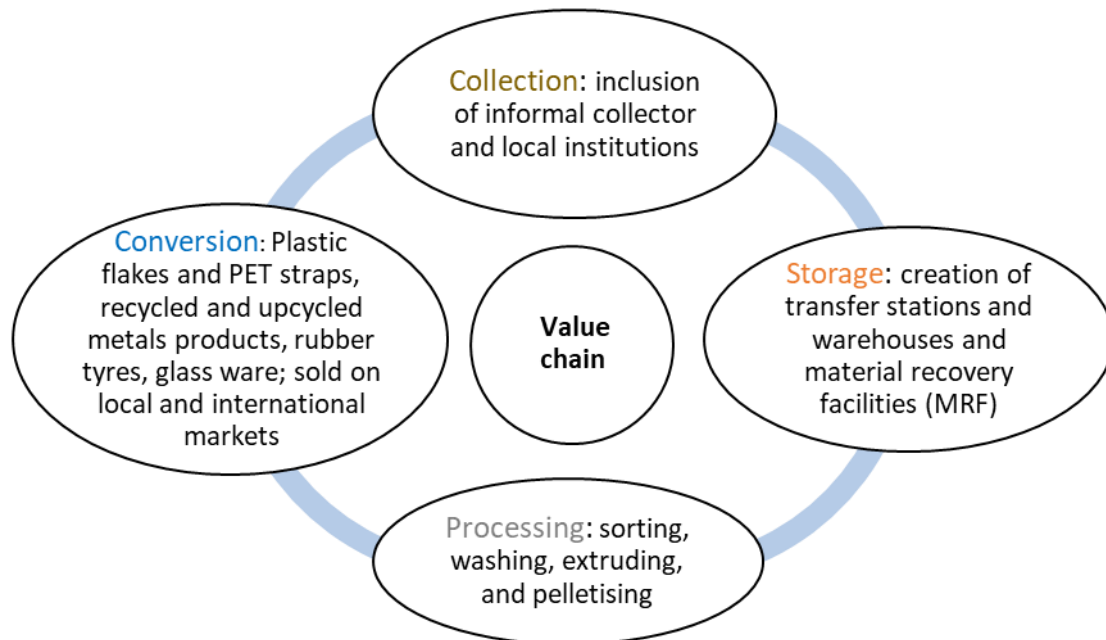 Collection: inclusion
of informal collector
and local institutions
Conversion: Plastic
flakes and PET straps,
recycled and upcycled
metals products, rubber
tyres, glass ware; sold on
local and international
markets
Value
chain
Storage: creation of
transfer stations and
warehouses and
material recovery
facilities (MRF)
Processing: sorting,
washing, extruding,
and pelletising